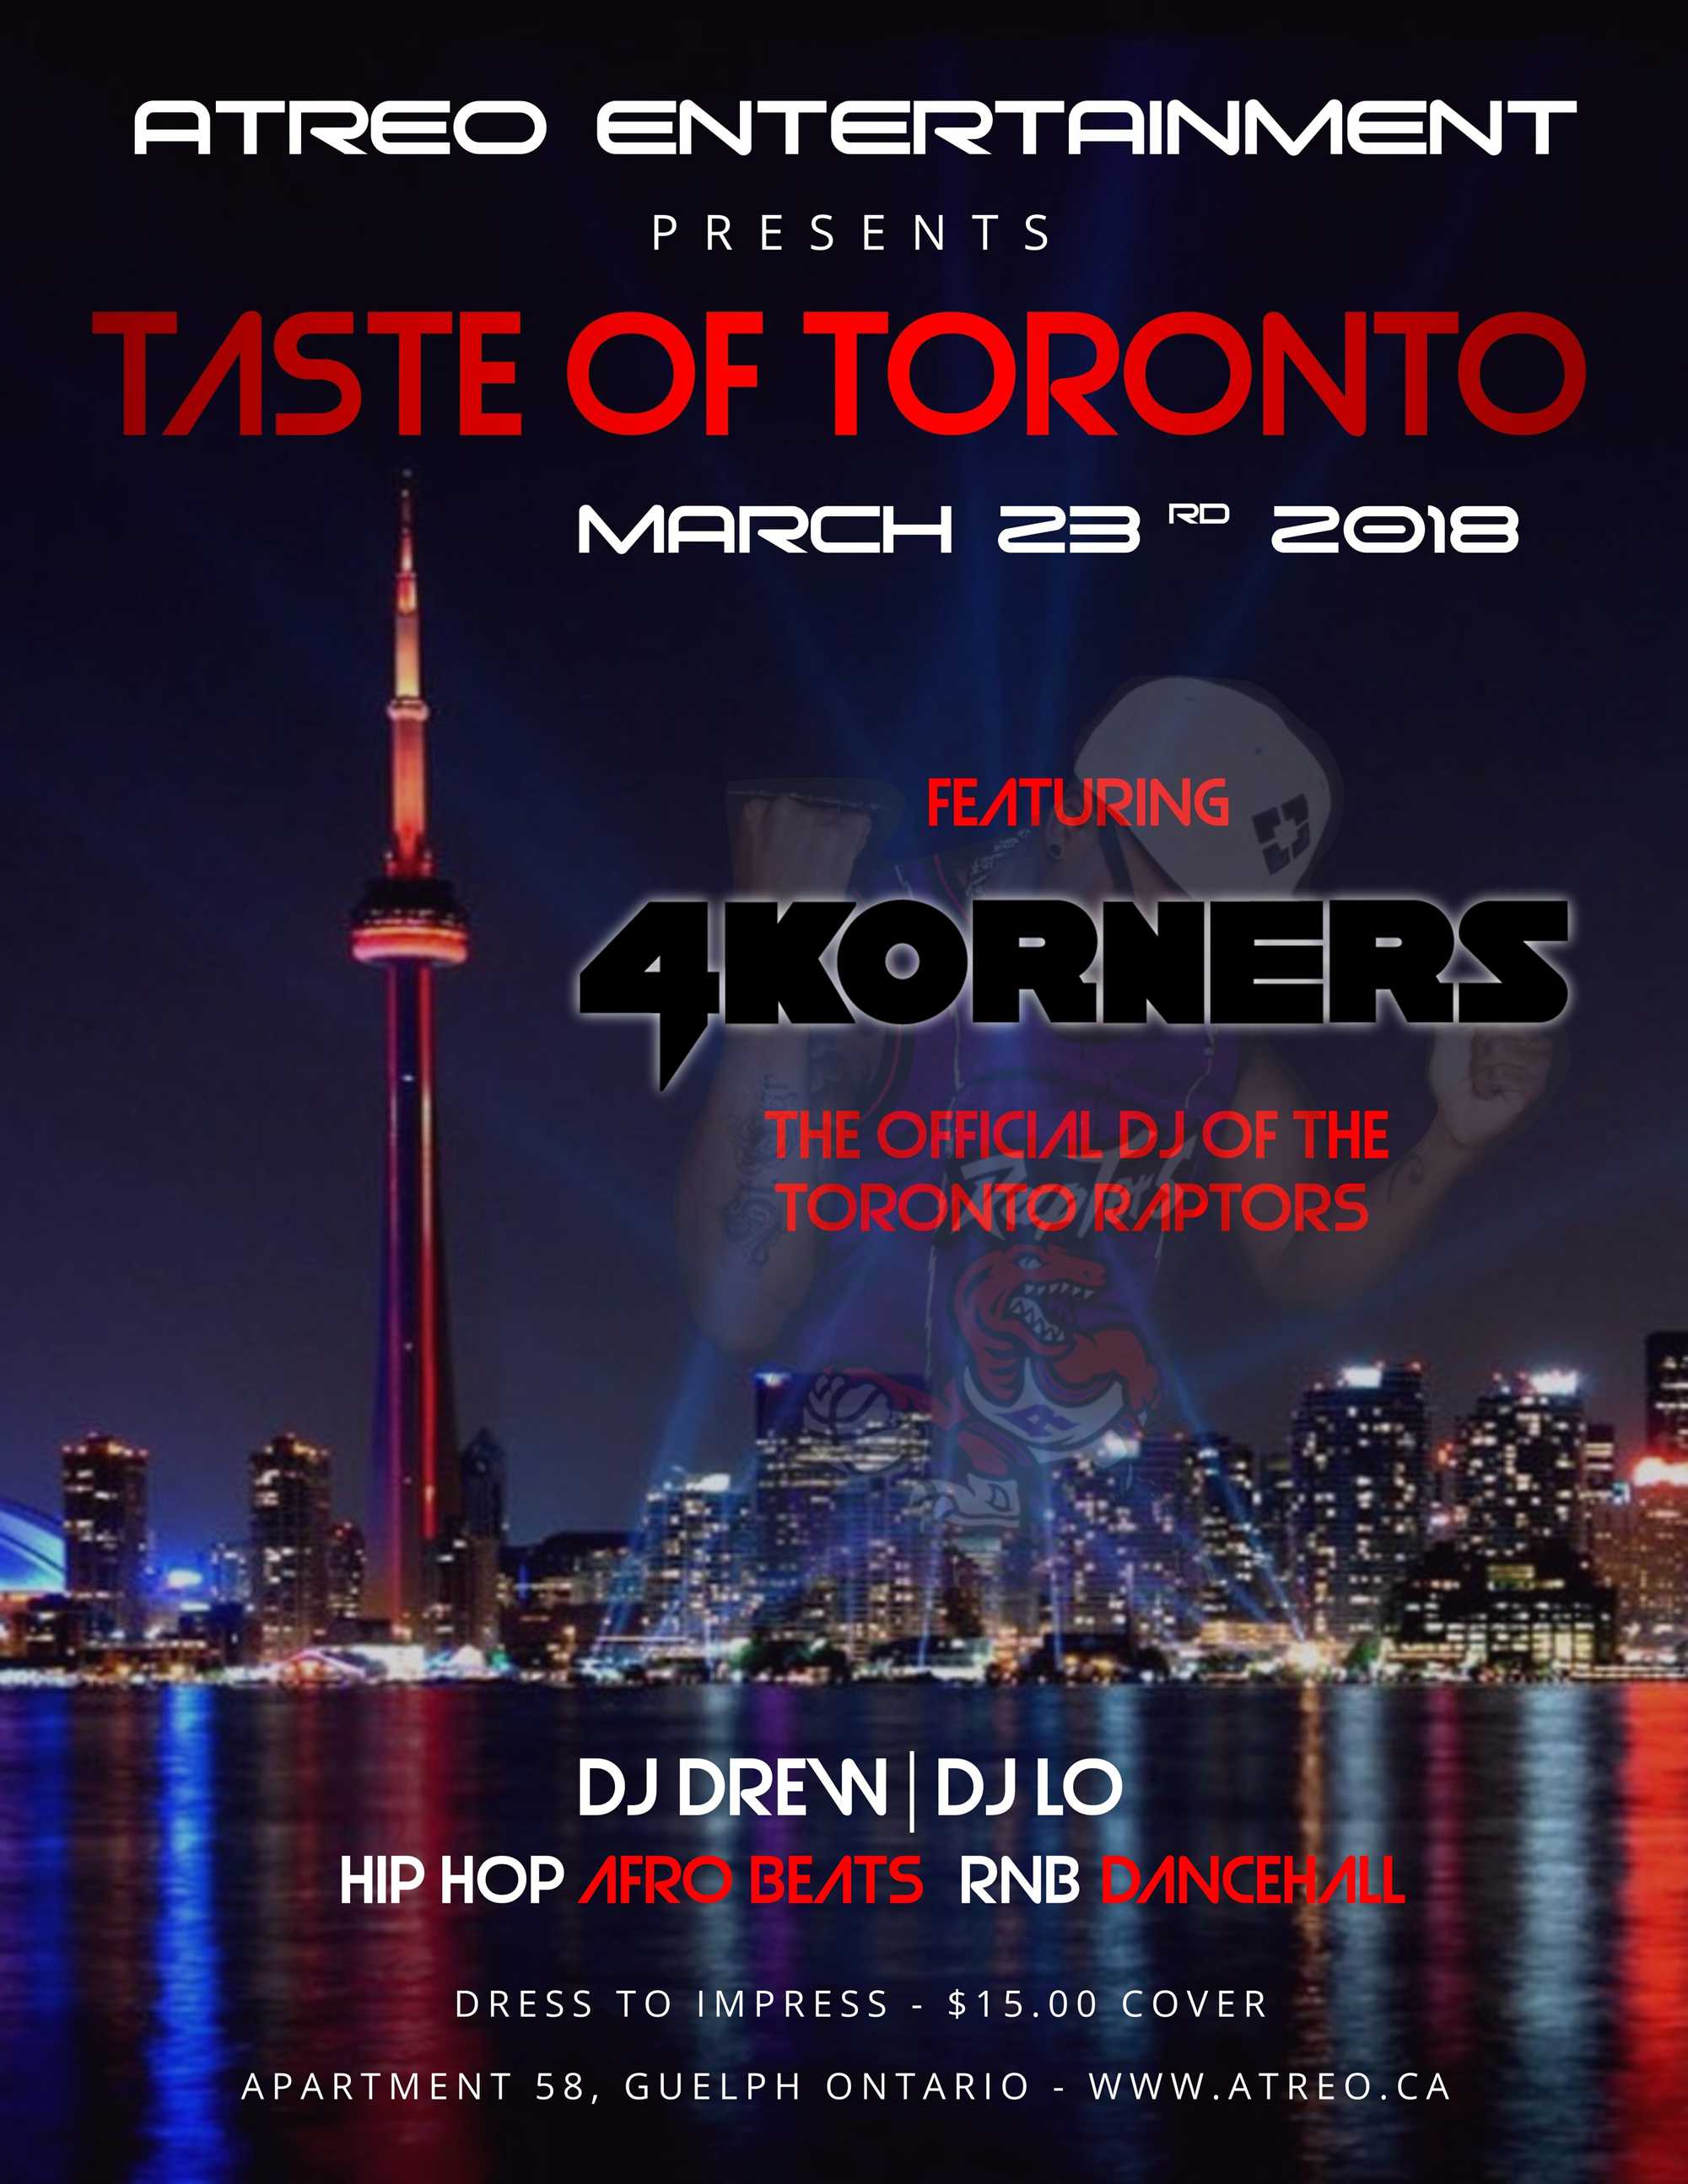 ATREO ENTERTAINMENT
PRESENTS
TASTE OF TORONTO
MARCH 23RD 2018
FEATURING
4KORNERS
THE OFFICIAL DJ OF THE
TORONTO RAPTORS
Raptors
DJ DREW | DJ LO
HIP HOP AFRO BEATS RNB DANCEHALL
DRESS TO IMPRESS - $15.00 COVER
APARTMENT 58, GUELPH ONTARIO - WWW.ATREO.CA